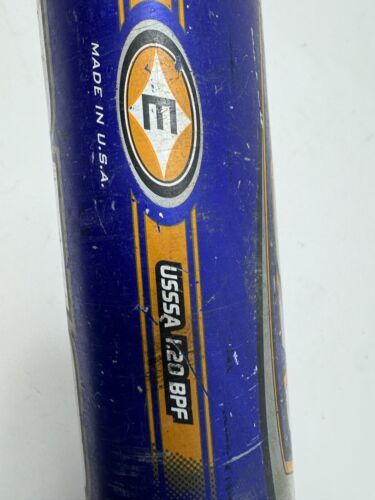 MADE IN U.S.A.
E
USSSA 1.20 BPF